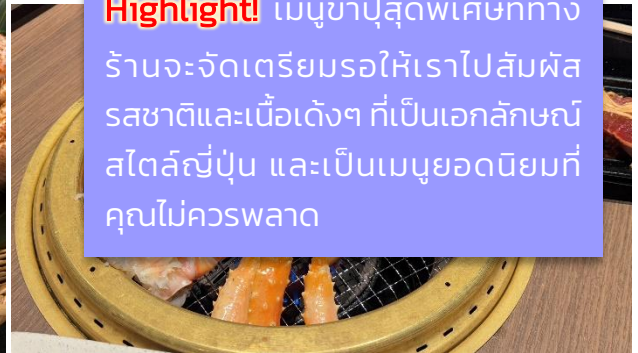 Highlight! เมนูขาปูสุดพิเศษที่ทาง
ร้านจะจัดเตรียมรอให้เราไปสัมผัส
รสชาติและเนื้อเด้งๆ ที่เป็นเอกลักษณ์
สไตล์ญี่ปุ่น และเป็นเมนูยอดนิยมที่
คุณไม่ควรพลาด